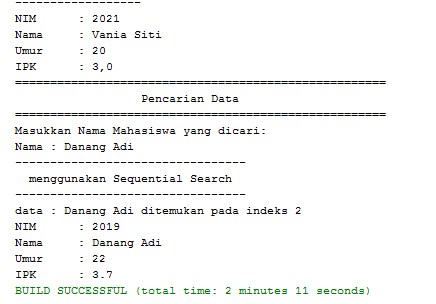 ------------------
NIM      : 2021
Nama     : Vania Siti
Umur     : 20
IPK      : 3,0
=====================================================
                  Pencarian Data
=====================================================
Masukkan Nama Mahasiswa yang dicari:
Nama : Danang Adi
---------------------------------
  menggunakan Sequential Search
---------------------------------
data : Danang Adi ditemukan pada indeks 2
NIM      : 2019
Nama     : Danang Adi
Umur     : 22
IPK      : 3.7
BUILD SUCCESSFUL (total time: 2 minutes 11 seconds)